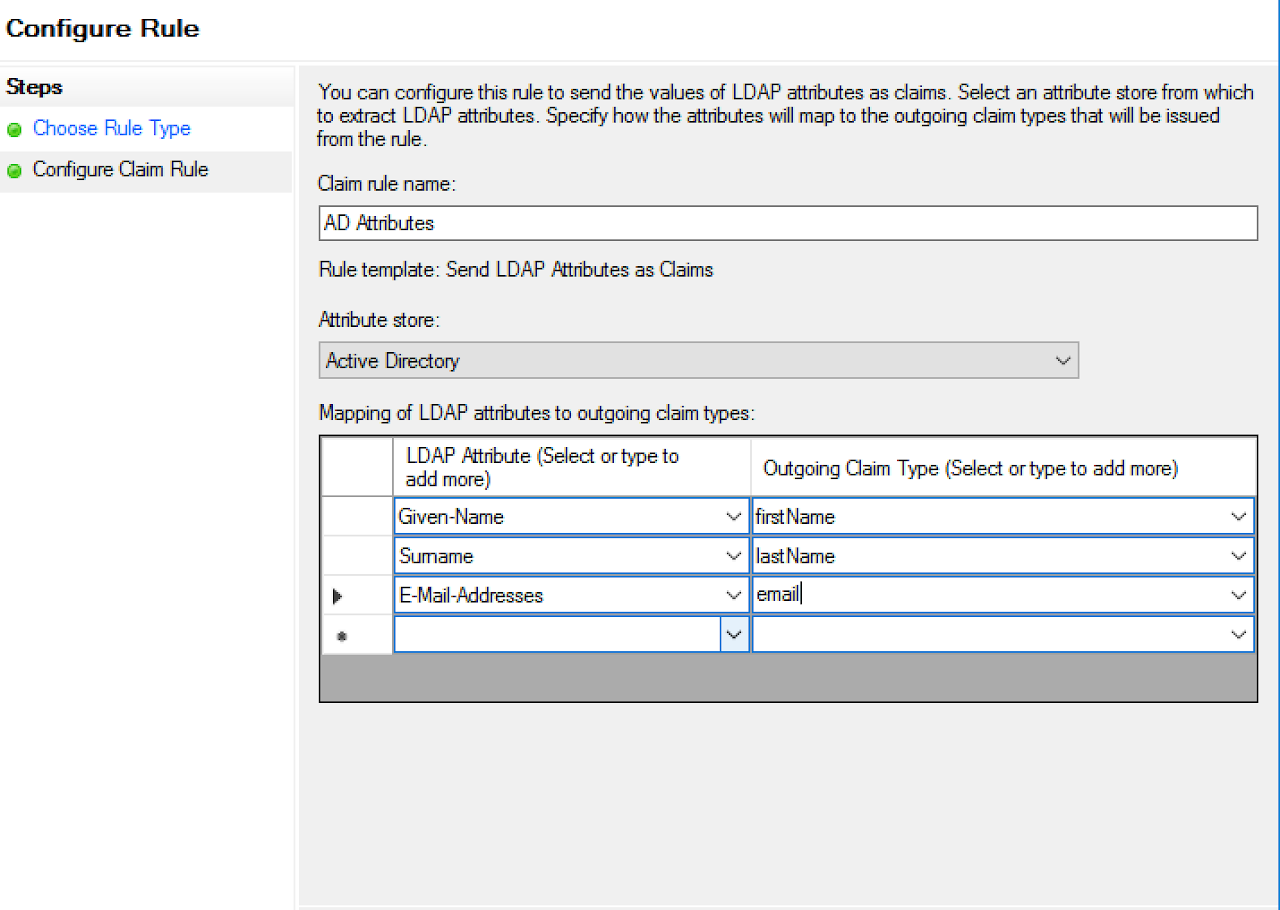 Configure Rule
Steps
Choose Rule Type
Configure Claim Rule
You can configure this rule to send the values of LDAP attributes as claims. Select an attribute store from which
to extract LDAP attributes. Specify how the attributes will map to the outgoing claim types that will be issued
from the rule.
Claim rule name:
AD Attributes
Rule template: Send LDAP Attributes as Claims
Attribute store:
Active Directory
Mapping of LDAP attributes to outgoing claim types:
LDAP Attribute (Select or type to
add more)
Outgoing Claim Type (Select or type to add more)
Given-Name
firstName
Surname
lastName
E-Mail-Addresses
email